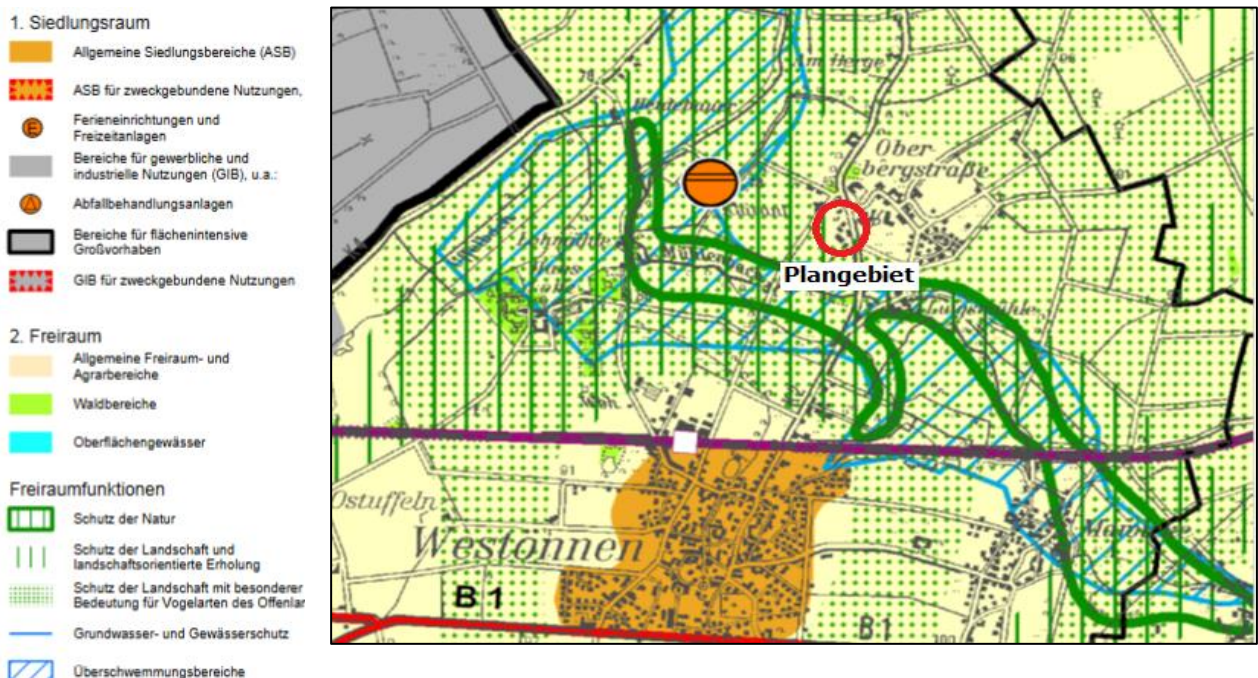 1. Siedlungsraum
Allgemeine Siedlungsbereiche (ASB)
ASB für zweckgebundene Nutzungen,
E
Ferieneinrichtungen und
Freizeitanlagen
Bereiche für gewerbliche und
industrielle Nutzungen (GIB), u.a.:
Abfallbehandlungsanlagen
Bereiche für flächenintensive
Großvorhaben
GIB für zweckgebundene Nutzungen
2. Freiraum
Allgemeine Freiraum- und
Agrarbereiche
Waldbereiche
Oberflächengewässer
Freiraumfunktionen
Schutz der Natur
Schutz der Landschaft und
landschaftsorientierte Erholung
Schutz der Landschaft mit besonderer
Bedeutung für Vogelarten des Offenlar
Grundwasser- und Gewässerschutz
Überschwemmungsbereiche
Ober
bergstraße
Plangebiet
Ostuffeln
91
Westonnen
B 1
B1